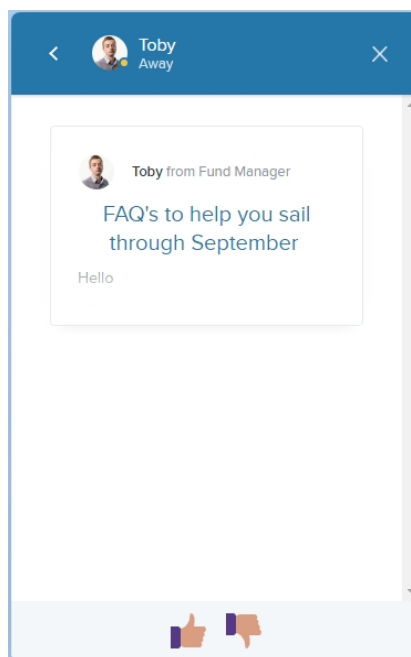 Toby
Away
Toby from Fund Manager
FAQ's to help you sail
through September
Hello